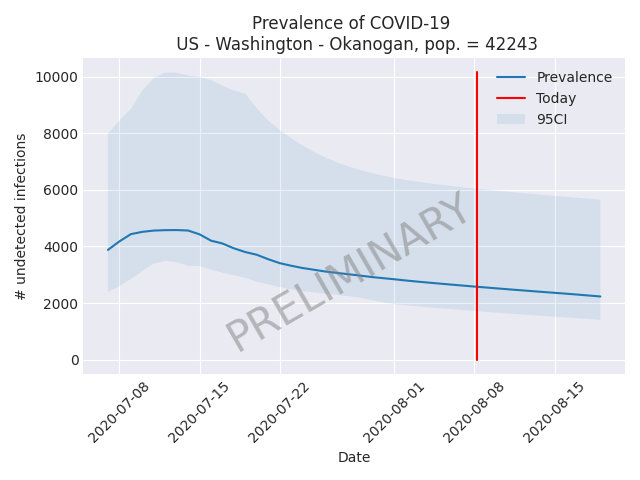 Prevalence of COVID-19
US - Washington - Okanogan, pop. = 42243
# undetected infections
10000
8000
6000
4000
2000
0
Prevalence
Today
95CI
PRELIMINARY
2020-07-08
2020-07-15
2020-07-22
2020-08-01
2020-08-08
2020-08-15
Date